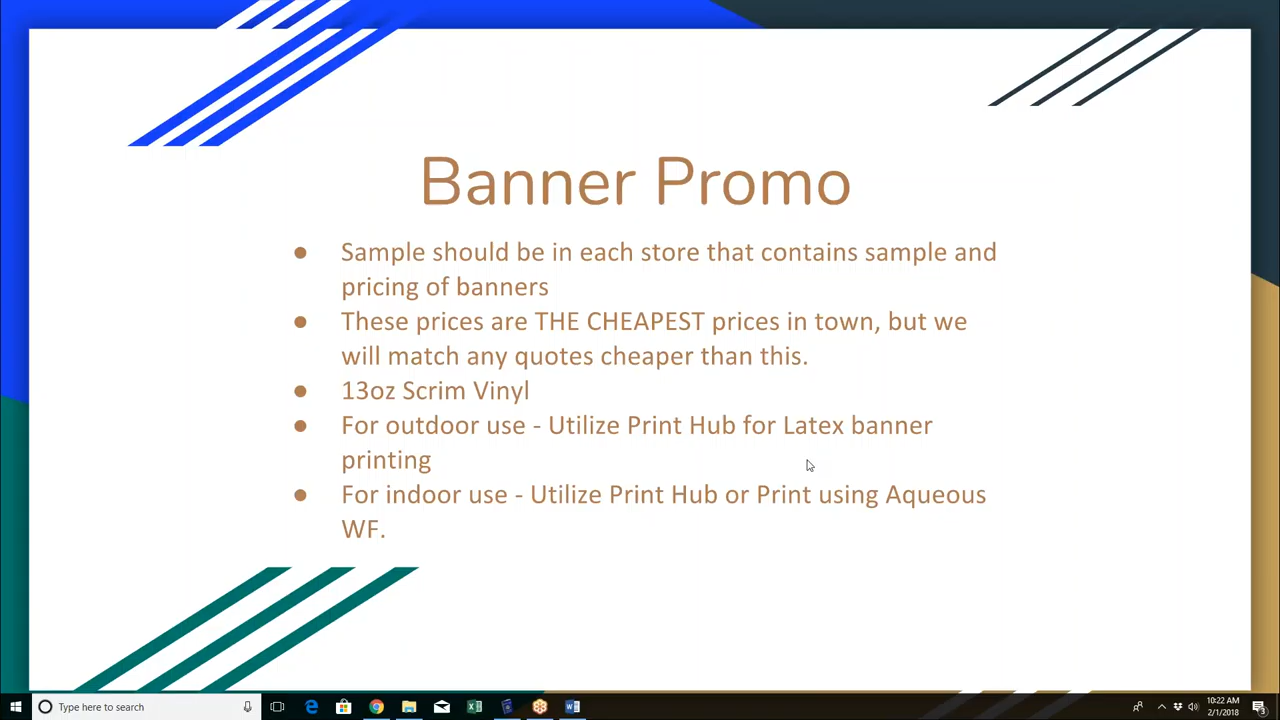 Banner Promo
● Sample should be in each store that contains sample and
pricing of banners
● These prices are THE CHEAPEST prices in town, but we
will match any quotes cheaper than this.
● 13oz Scrim Vinyl
● For outdoor use - Utilize Print Hub for Latex banner
printing
● For indoor use - Utilize Print Hub or Print using Aqueous
WF.
Type here to search
10:22 AM
2/1/2018
3